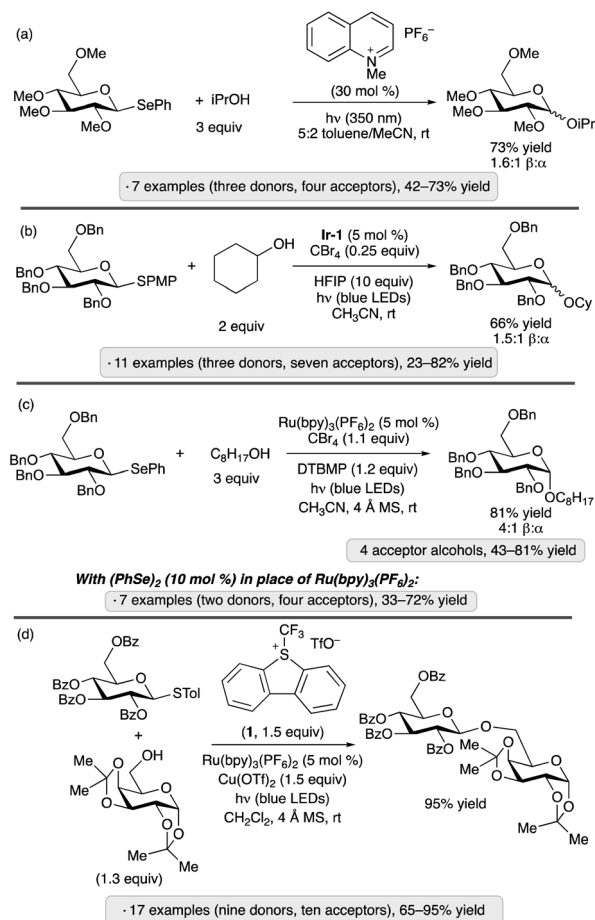 (a)
OMe
MeO
MeO
OMe
SePh
+ iPrOH
3 equiv
+
N
Me
PF6−
(30 mol %)
hν (350 nm)
5:2 toluene/MeCN, rt
OMe
MeO
MeO
MeO
O
OiPr
73% yield
1.6:1 β:α
· 7 examples (three donors, four acceptors), 42–73% yield
(b)
OBn
BnO
BnO
BnO
O
SPMP
+
OH
2 equiv
Ir-1 (5 mol %)
CBr4 (0.25 equiv)
HFIP (10 equiv)
hν (blue LEDs)
CH3CN, rt
OBn
BnO
BnO
BnO
O
OCy
66% yield
1.5:1 β:α
· 11 examples (three donors, seven acceptors), 23–82% yield
(c)
OBn
BnO
BnO
BnO
O
SePh
+
C8H17OH
3 equiv
Ru(bpy)3(PF6)2 (5 mol %)
CBr4 (1.1 equiv)
DTBMP (1.2 equiv)
hν (blue LEDs)
CH3CN, 4 Å MS, rt
OBn
BnO
BnO
BnO
O
OC8H17
81% yield
4:1 β:α
4 acceptor alcohols, 43–81% yield
With (PhSe)2 (10 mol %) in place of Ru(bpy)3(PF6)2:
· 7 examples (two donors, four acceptors), 33–72% yield
(d)
OBz
BzO
BzO
BzO
O
STol
+
Me
Me
O
O
OH
O
O
O
Me
Me
(1.3 equiv)
CF3
+
S
TfO−
(1, 1.5 equiv)
Ru(bpy)3(PF6)2 (5 mol %)
Cu(OTf)2 (1.5 equiv)
hν (blue LEDs)
CH2Cl2, 4 Å MS, rt
OBz
BzO
BzO
BzO
O
O
Me
Me
O
O
O
O
O
Me
Me
95% yield
· 17 examples (nine donors, ten acceptors), 65–95% yield